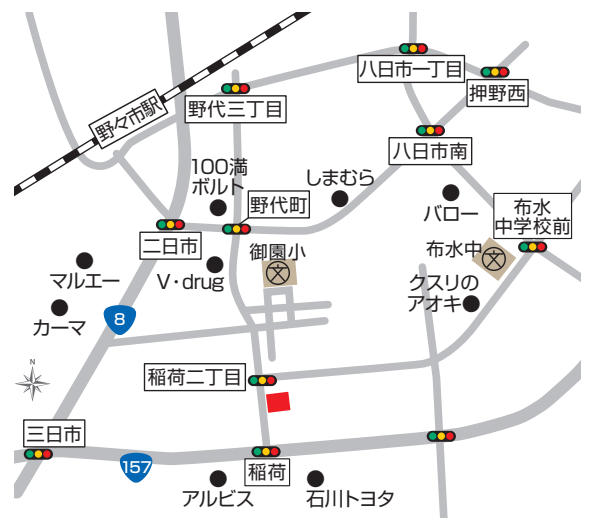 八日市一丁目
押野西
野々市駅
野代三丁目
八日市南
100満
ボルト
しまむら
野代町
バロー
布水
中学校前
二日市
御園小
文
布水中
文
マルエー
V・drug
クスリの
アオキ
カーマ
8
N
稲荷二丁目
三日市
157
稲荷
アルビス
石川トヨタ